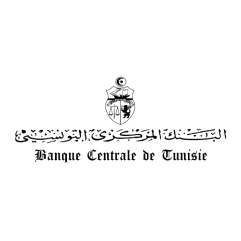 البنك المركزي التونسي
Banque Centrale de Tunisie